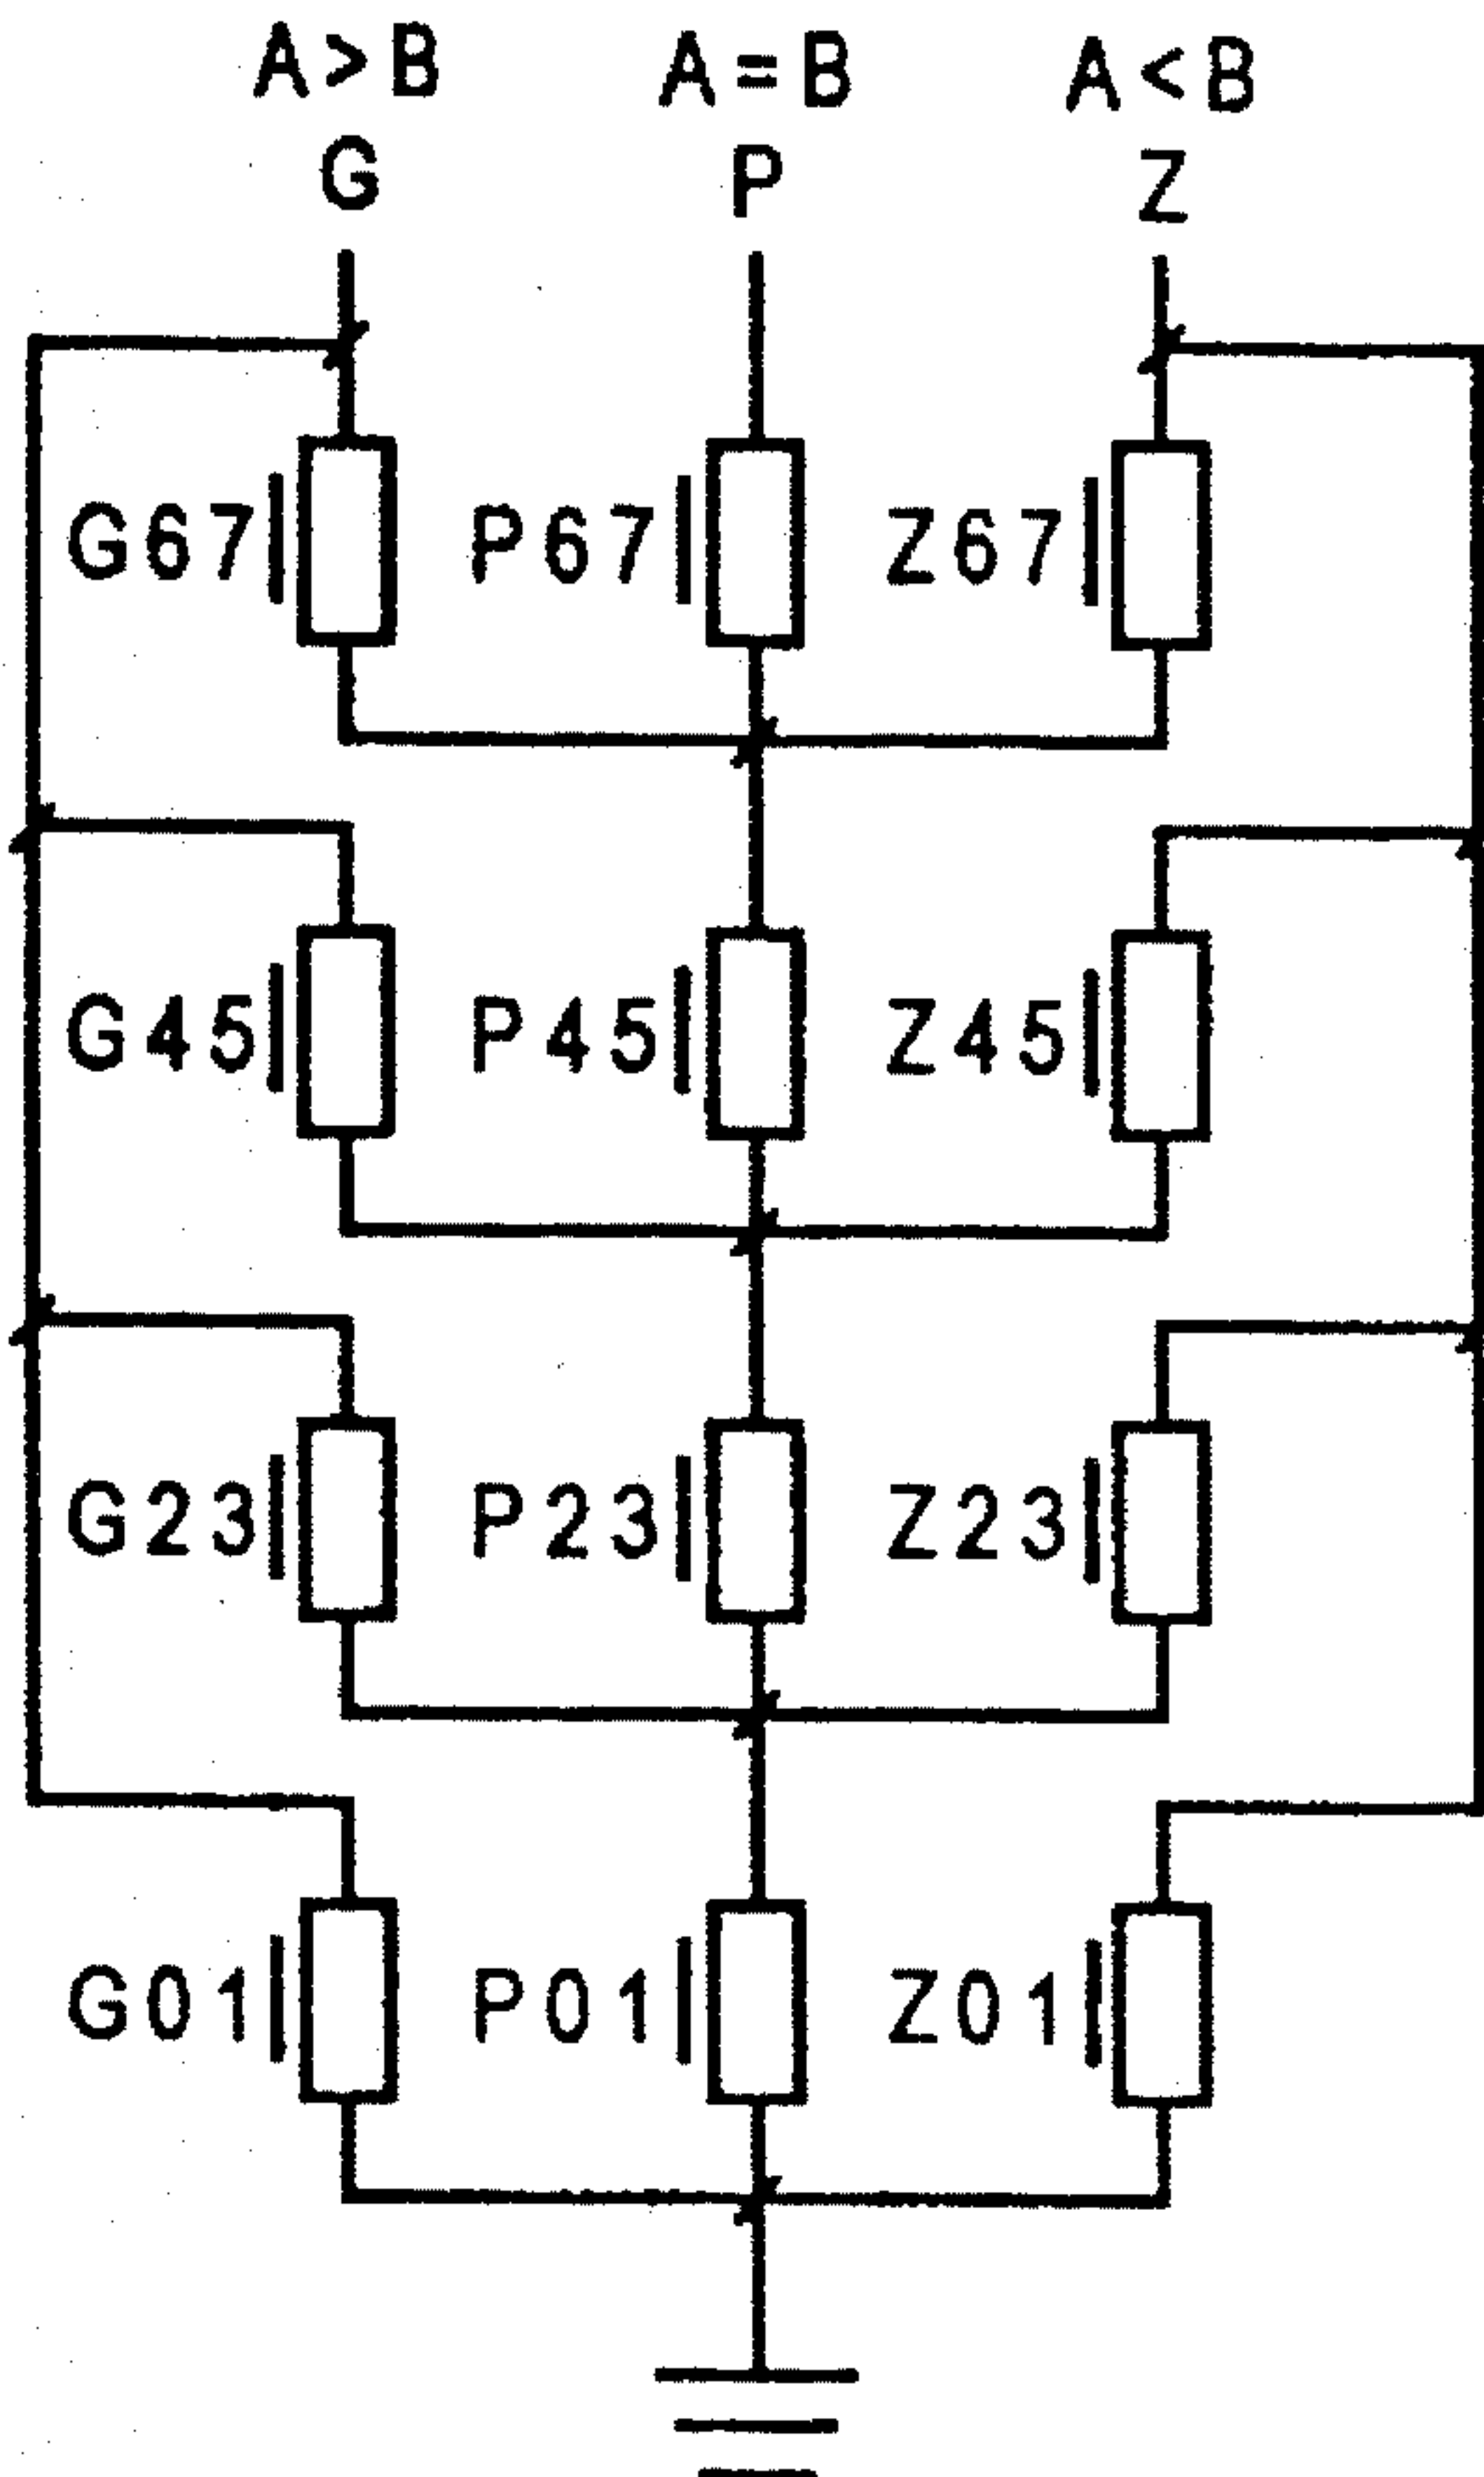 A>B A=B A<B
G P Z
G67 P67 Z67
G45 P45 Z45
G23 P23 Z23
G01 P01 Z01